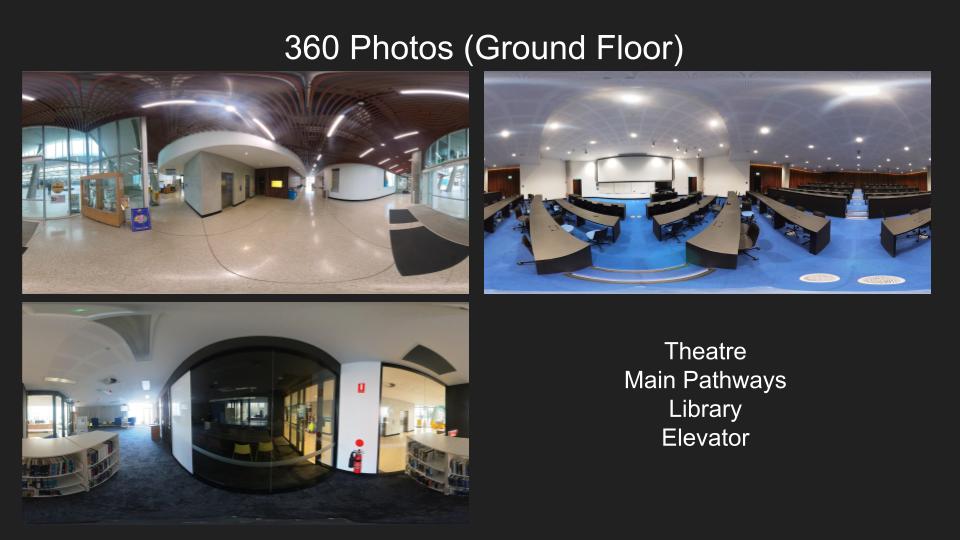 360 Photos (Ground Floor)
Theatre
Main Pathways
Library
Elevator